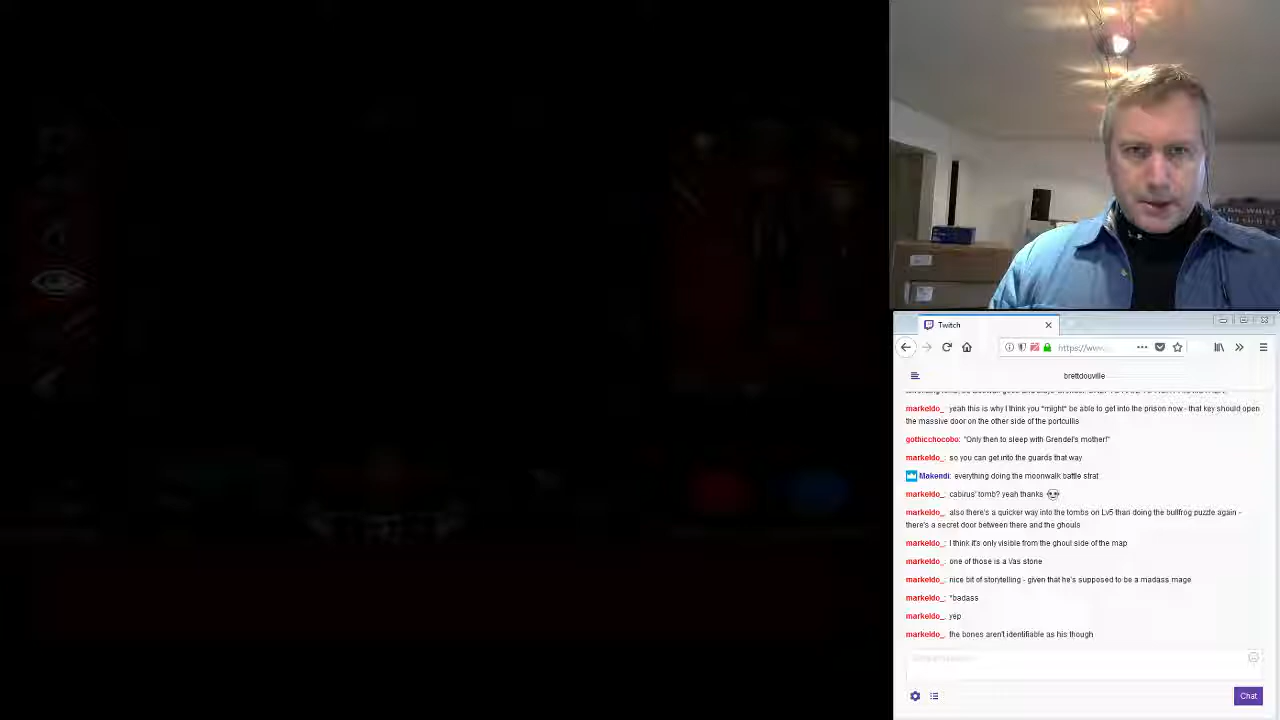 Twitch
https://www.
brettdouville
markeldo_: yeah this is why I think you *might* be able to get into the prison now - that key should open
the massive door on the other side of the portcullis
gothicchocobo: "Only then to sleep with Grendel's mother!"
markeldo_: so you can get into the guards that way
Makendi: everything doing the moonwalk battle strat
markeldo_: cabirus' tomb? yeah thanks
markeldo_: also there's a quicker way into the tombs on Lv5 than doing the bullfrog puzzle again -
there's a secret door between there and the ghouls
markeldo_: I think it's only visible from the ghoul side of the map
markeldo_: one of those is a Vas stone
markeldo_: nice bit of storytelling - given that he's supposed to be a madass mage
markeldo_: *badass
markeldo_: yep
markeldo_: the bones aren't identifiable as his though
Chat